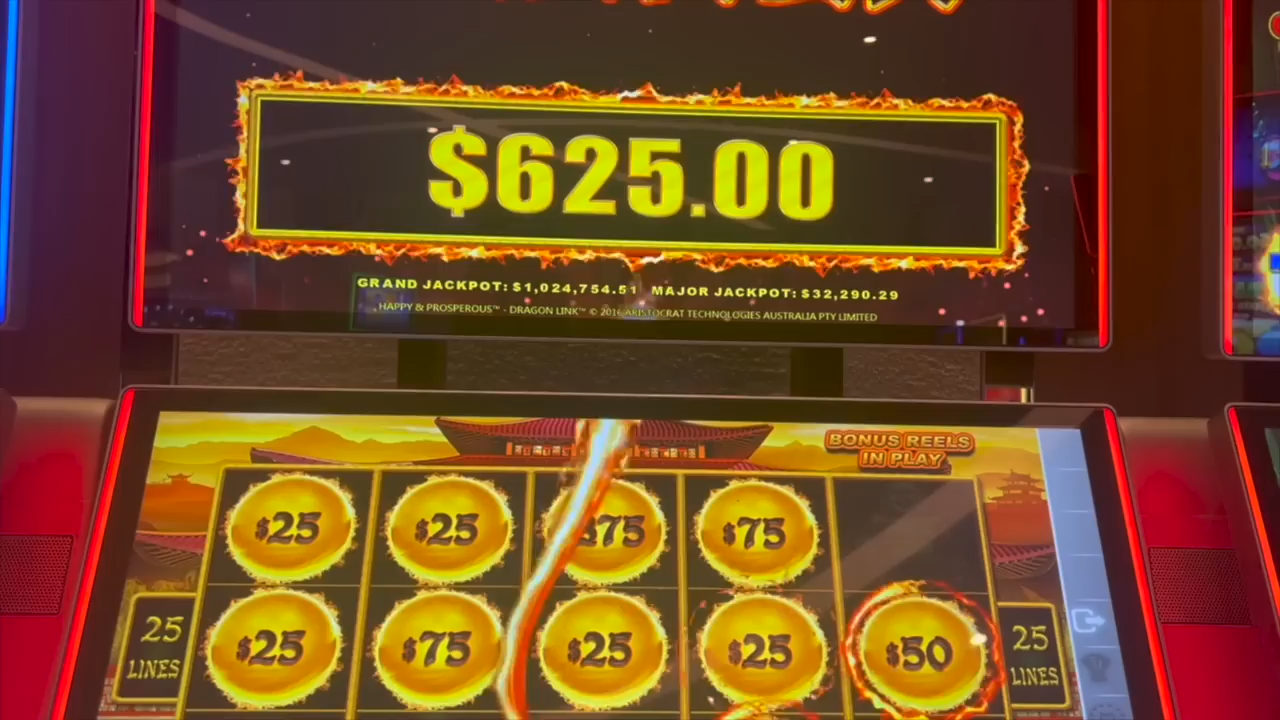 $625.00
GRAND JACKPOT: $1,024,754.51 MAJOR JACKPOT: $32,290.29
HAPPY & PROSPEROUS™ - DRAGON LINK™ © 2016 ARISTOCRAT TECHNOLOGIES AUSTRALIA PTY LIMITED
BONUS REELS
IN PLAY
$25 $25 $75 $75
25
LINES
$25 $75 $25 $25 $50
25
LINES